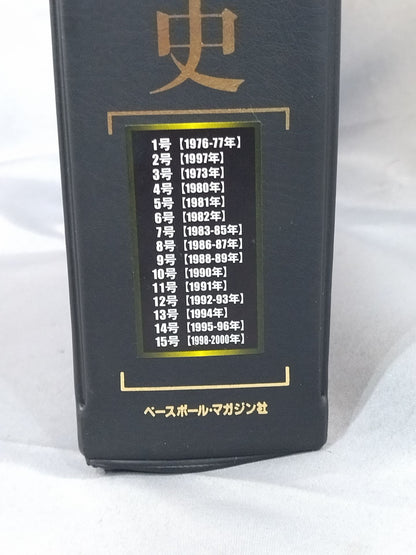 史
1号【1976-77年】
2号【1997年】
3号【1973年】
4号【1980年】
5号【1981年】
6号【1982年】
7号【1983-85年】
8号【1986-87年】
9号【1988-89年】
10号【1990年】
11号【1991年】
12号【1992-93年】
13号【1994年】
14号【1995-96年】
15号【1998-2000年】
ベースボール・マガジン社